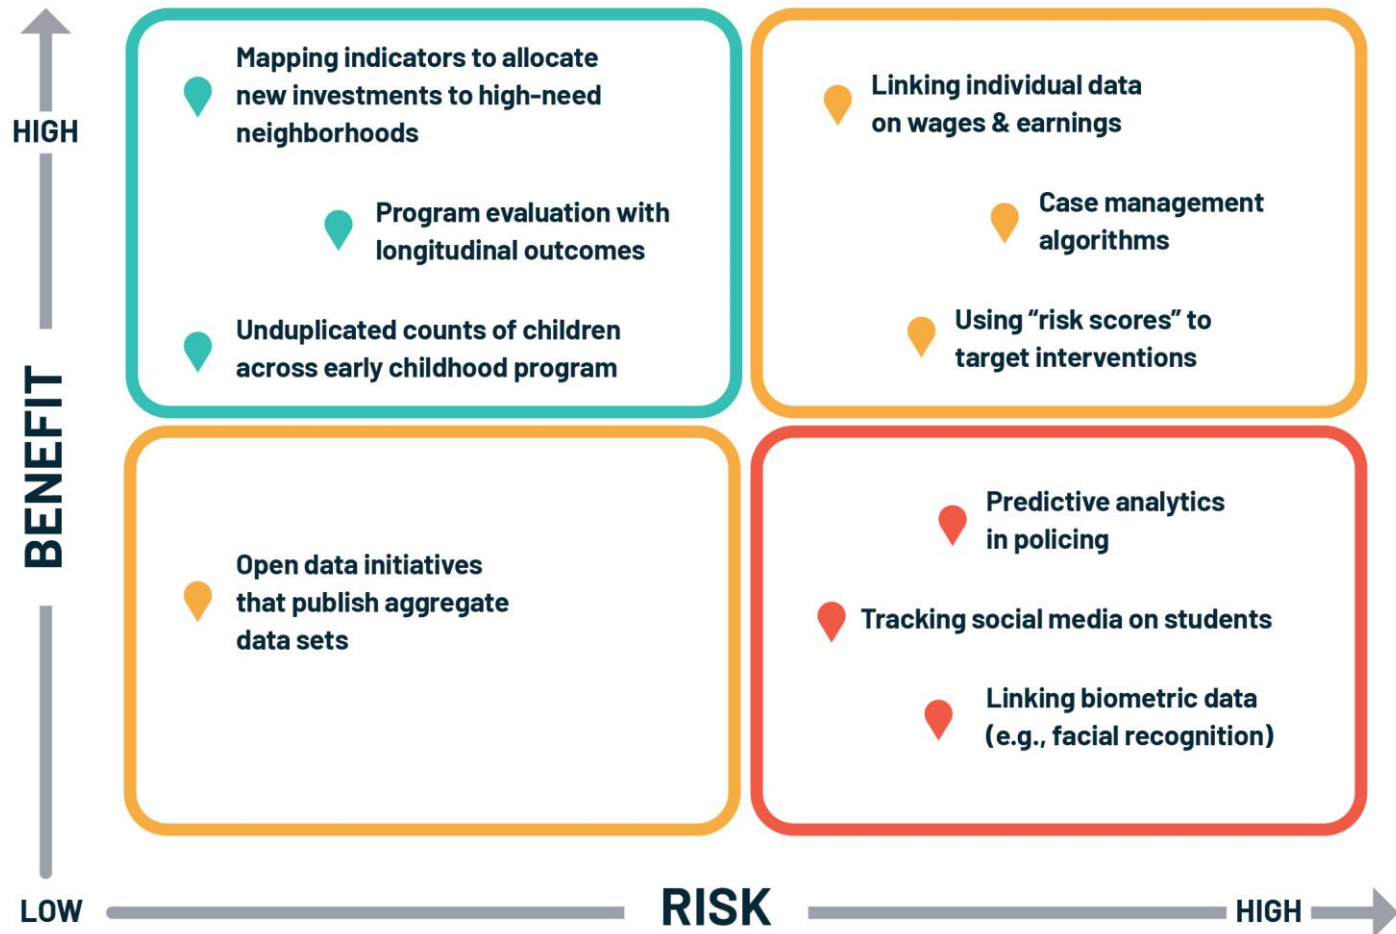 HIGH
BENEFIT
LOW
Mapping indicators to allocate
new investments to high-need
neighborhoods
Program evaluation with
longitudinal outcomes
Unduplicated counts of children
across early childhood program
Linking individual data
on wages & earnings
Case management
algorithms
Using “risk scores” to
target interventions
Open data initiatives
that publish aggregate
data sets
Predictive analytics
in policing
Tracking social media on students
Linking biometric data
(e.g., facial recognition)
RISK
HIGH